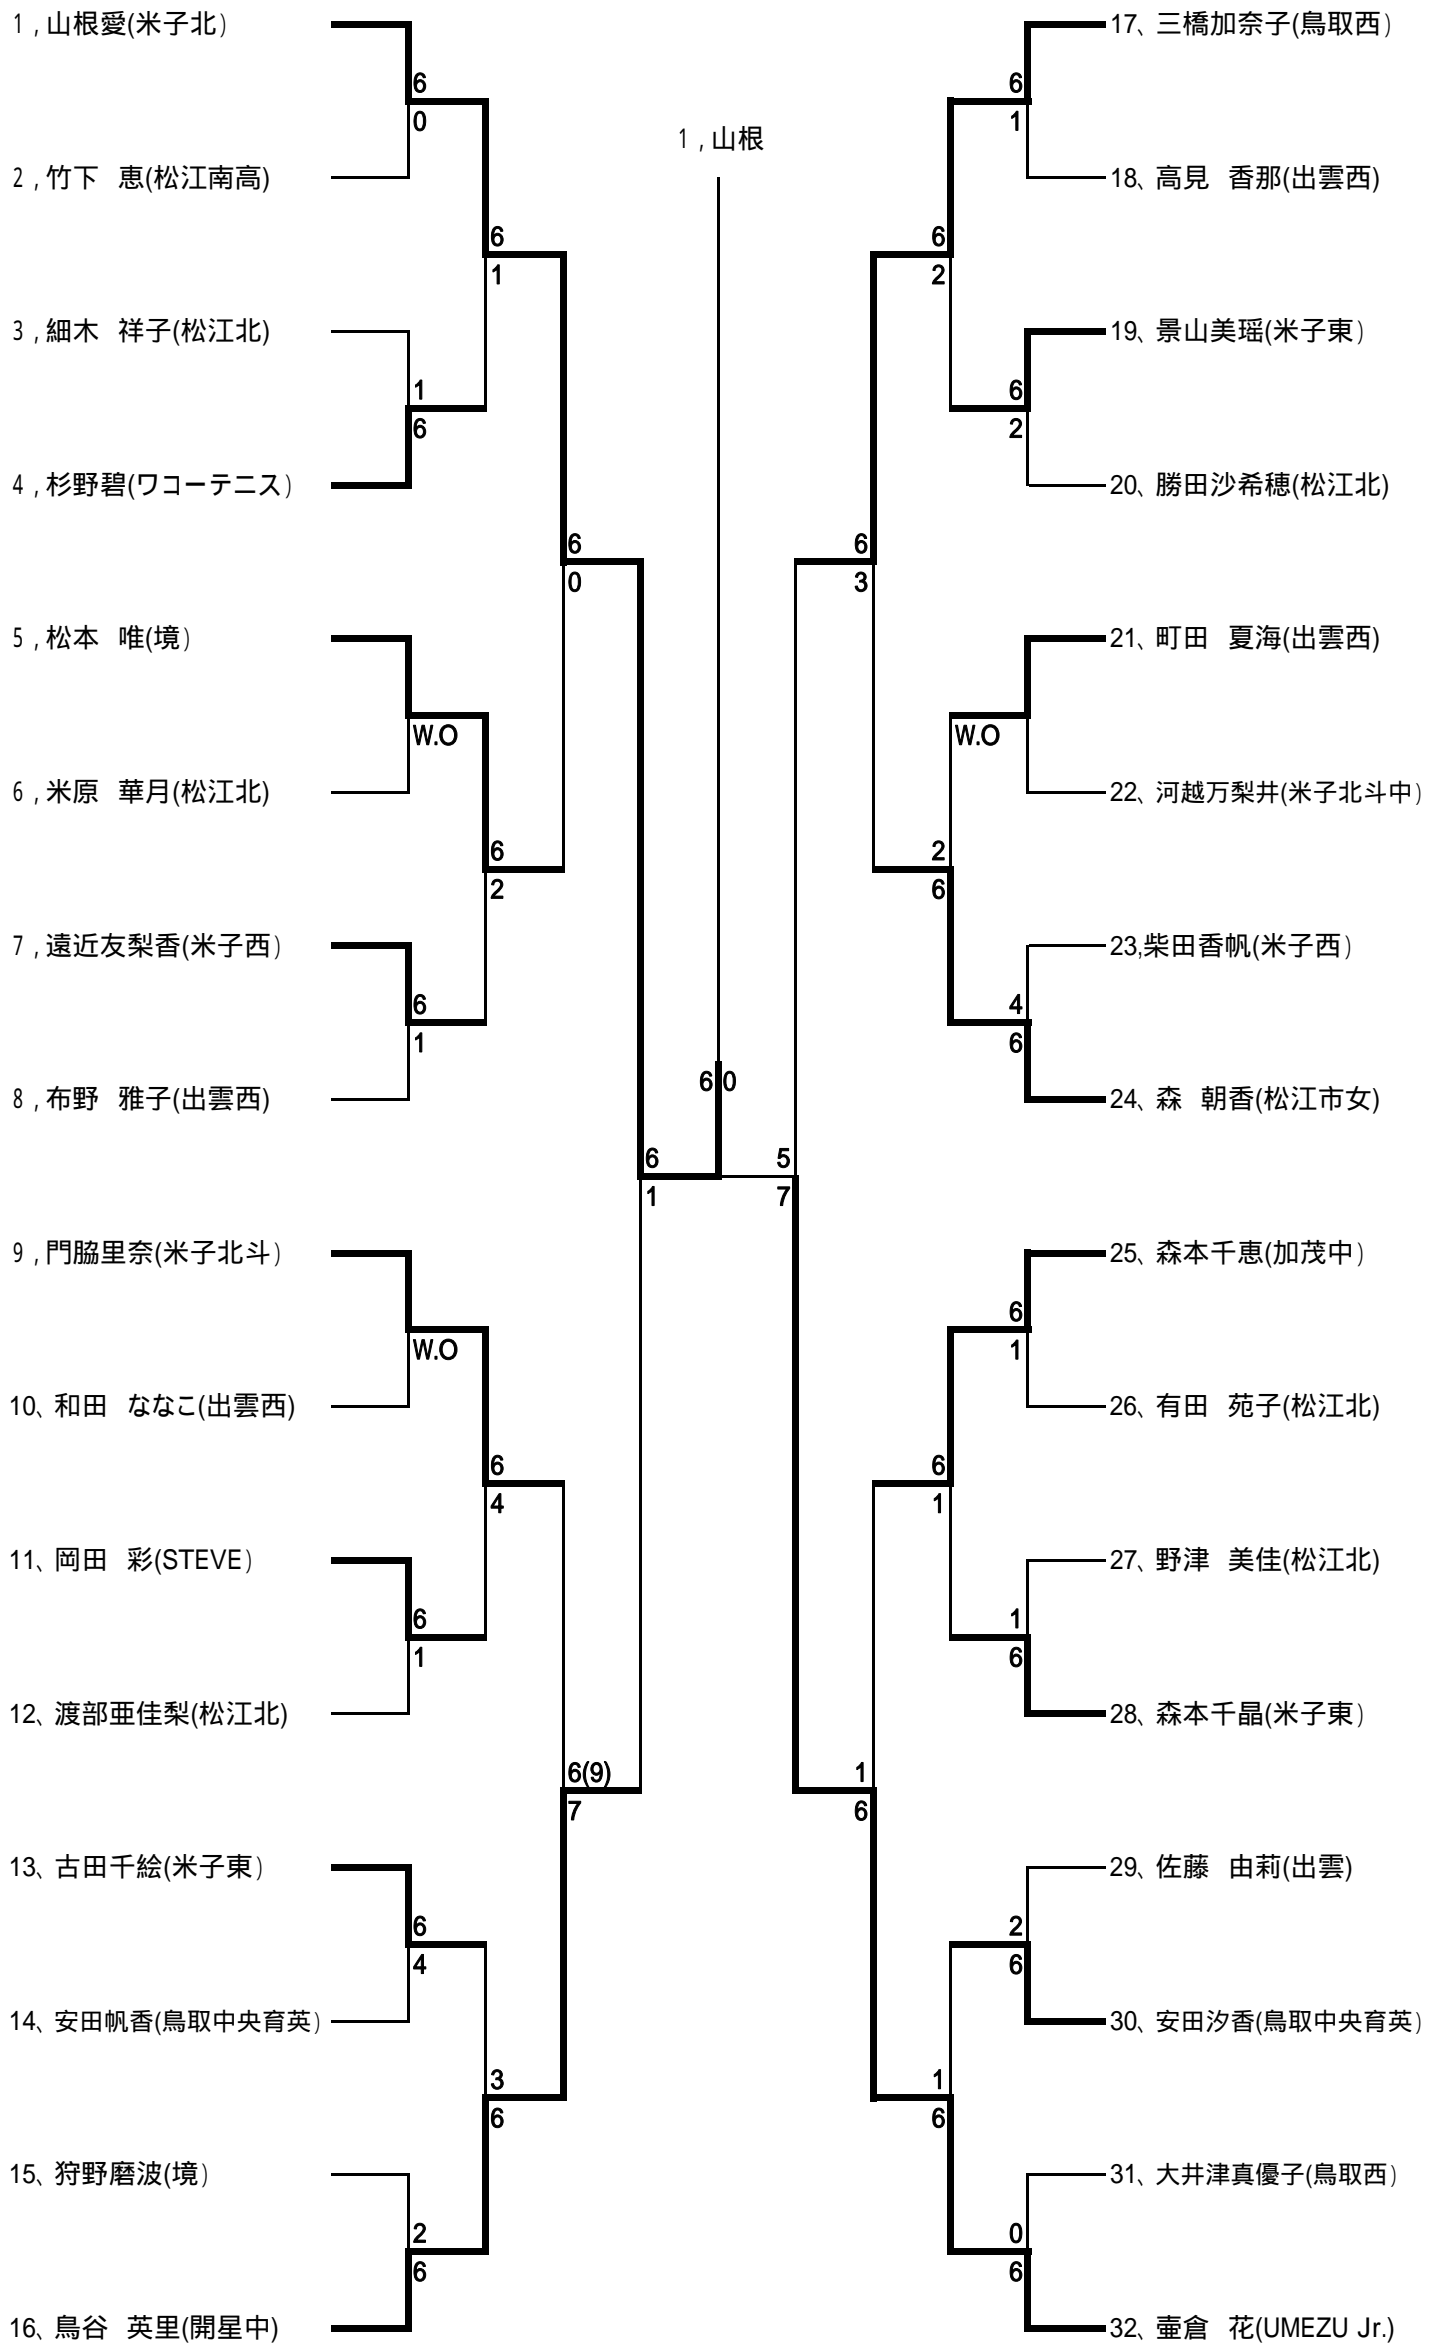 1,山根愛(米子北)
6
0
2,竹下 恵(松江南高)
6
1
3,細木 祥子(松江北)
1
6
4,杉野碧(ワコーテニス)
6
0
5,松本 唯(境)
W.O
6,米原 華月(松江北)
6
2
7,遠近友梨香(米子西)
6
1
8,布野 雅子(出雲西)
6
1
9,門脇里奈(米子北斗)
W.O
10、和田 ななこ(出雲西)
6
4
11、岡田 彩(STEVE)
6
1
12、渡部亜佳梨(松江北)
6(9)
7
13、古田千絵(米子東)
6
4
14、安田帆香(鳥取中央育英)
3
6
15、狩野磨波(境)
2
6
16、鳥谷 英里(開星中)
1,山根
6 0
17、三橋加奈子(鳥取西)
6
1
18、高見 香那(出雲西)
6
2
19、景山美瑶(米子東)
6
2
20、勝田沙希穂(松江北)
6
3
21、町田 夏海(出雲西)
W.O
22、河越万梨井(米子北斗中)
2
6
23,柴田香帆(米子西)
4
6
24、森 朝香(松江市女)
5
7
25、森本千恵(加茂中)
6
1
26、有田 苑子(松江北)
6
1
27、野津 美佳(松江北)
1
6
28、森本千晶(米子東)
1
6
29、佐藤 由莉(出雲)
2
6
30、安田汐香(鳥取中央育英)
1
6
31、大井津真優子(鳥取西)
0
6
32、壷倉 花(UMEZU Jr.)